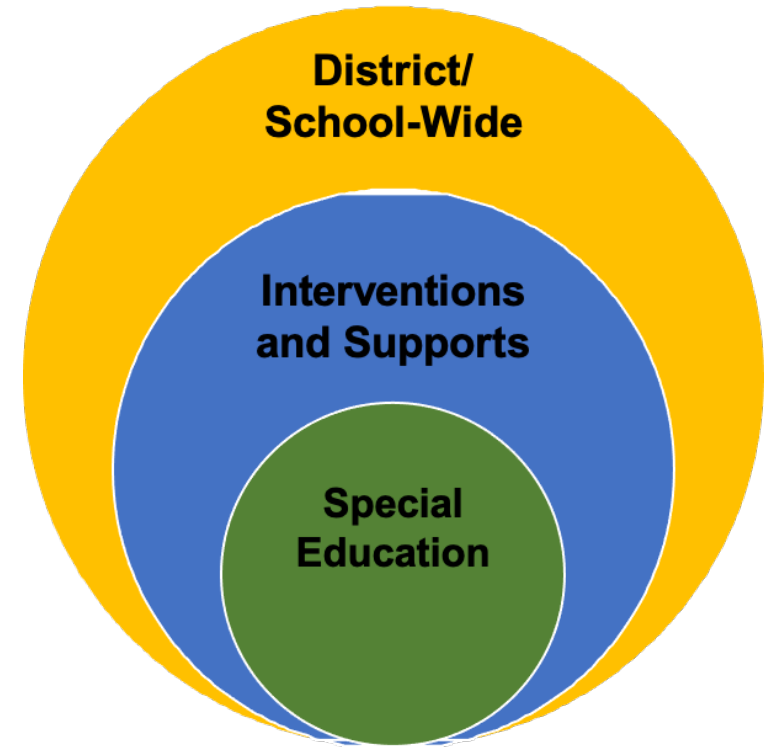 District/
School-Wide
Interventions
and Supports
Special
Education